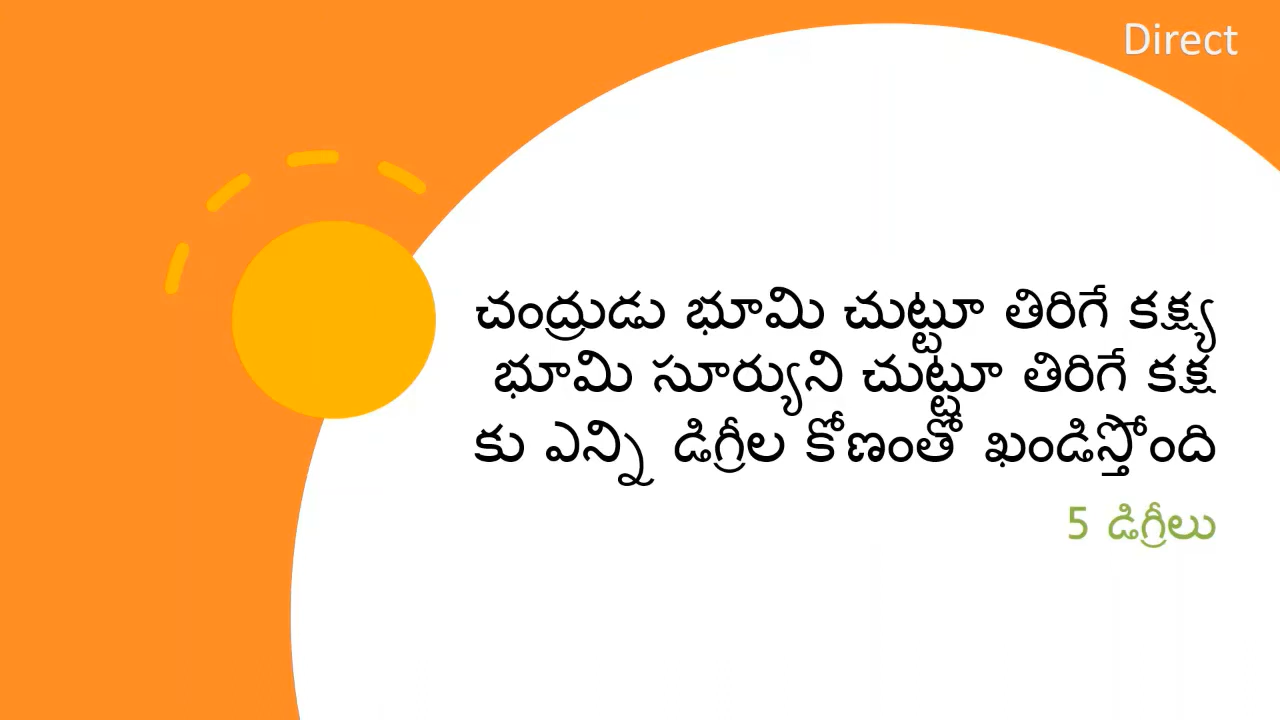 Direct
చంద్రుడు భూమి చుట్టూ తిరిగే కక్ష్య
భూమి సూర్యుని చుట్టూ తిరిగే కక్ష
కు ఎన్ని డిగ్రీల కోణంతో ఖండిస్తోంది
5 డిగ్రీలు